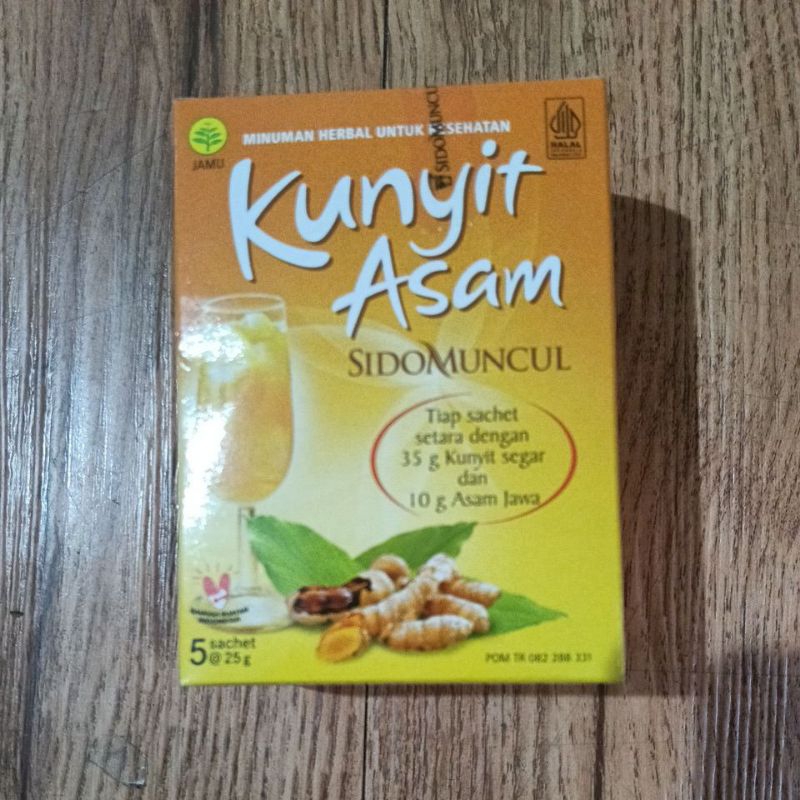 MINUMAN HERBAL UNTUK KESEHATAN
JAMU
SIDOMUNCUL
HALAL
Kunyit
Asam
SIDOMUNCUL
Tiap sachet
setara dengan
35 g Kunyit segar
dan
10 g Asam Jawa
5 sachet
@ 25 g
POM TR 082 288 331